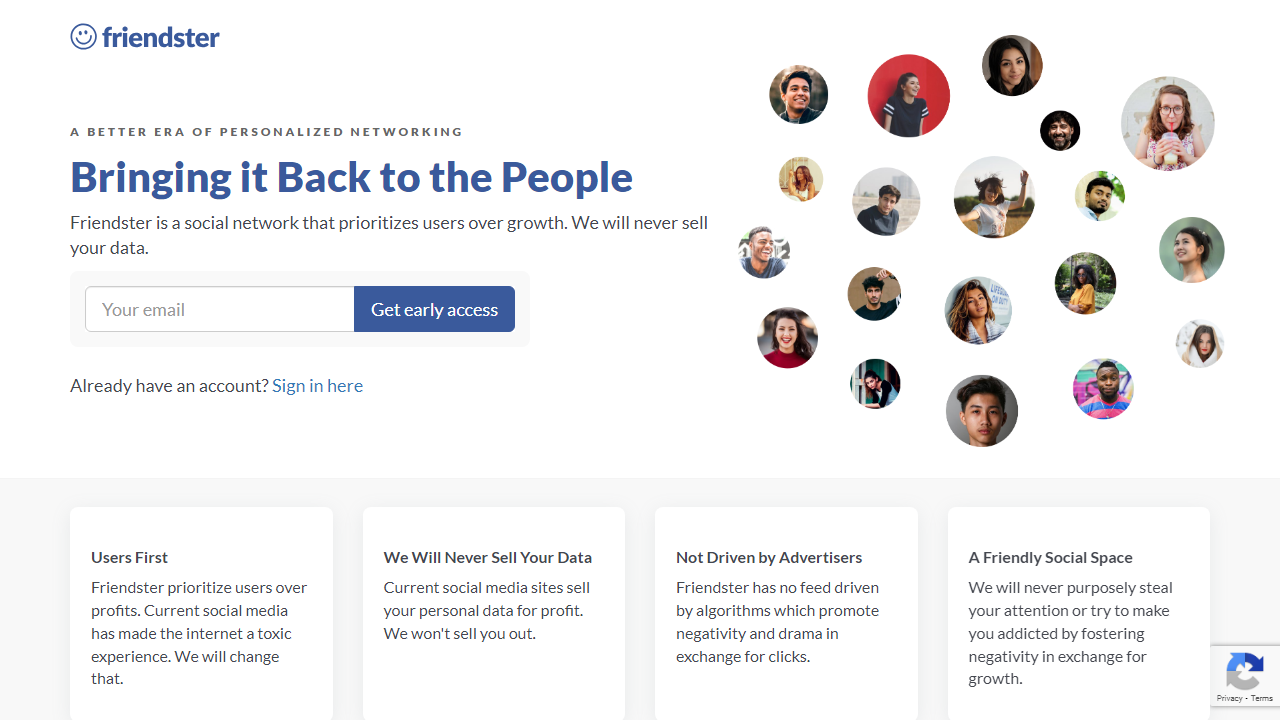 friendster
A BETTER ERA OF PERSONALIZED NETWORKING
Bringing it Back to the People
Friendster is a social network that prioritizes users over growth. We will never sell
your data.
Your email
Get early access
Already have an account? Sign in here
Users First
Friendster prioritize users over
profits. Current social media
has made the internet a toxic
experience. We will change
that.
We Will Never Sell Your Data
Current social media sites sell
your personal data for profit.
We won't sell you out.
Not Driven by Advertisers
Friendster has no feed driven
by algorithms which promote
negativity and drama in
exchange for clicks.
A Friendly Social Space
We will never purposely steal
your attention or try to make
you addicted by fostering
negativity in exchange for
growth.
Privacy - Terms